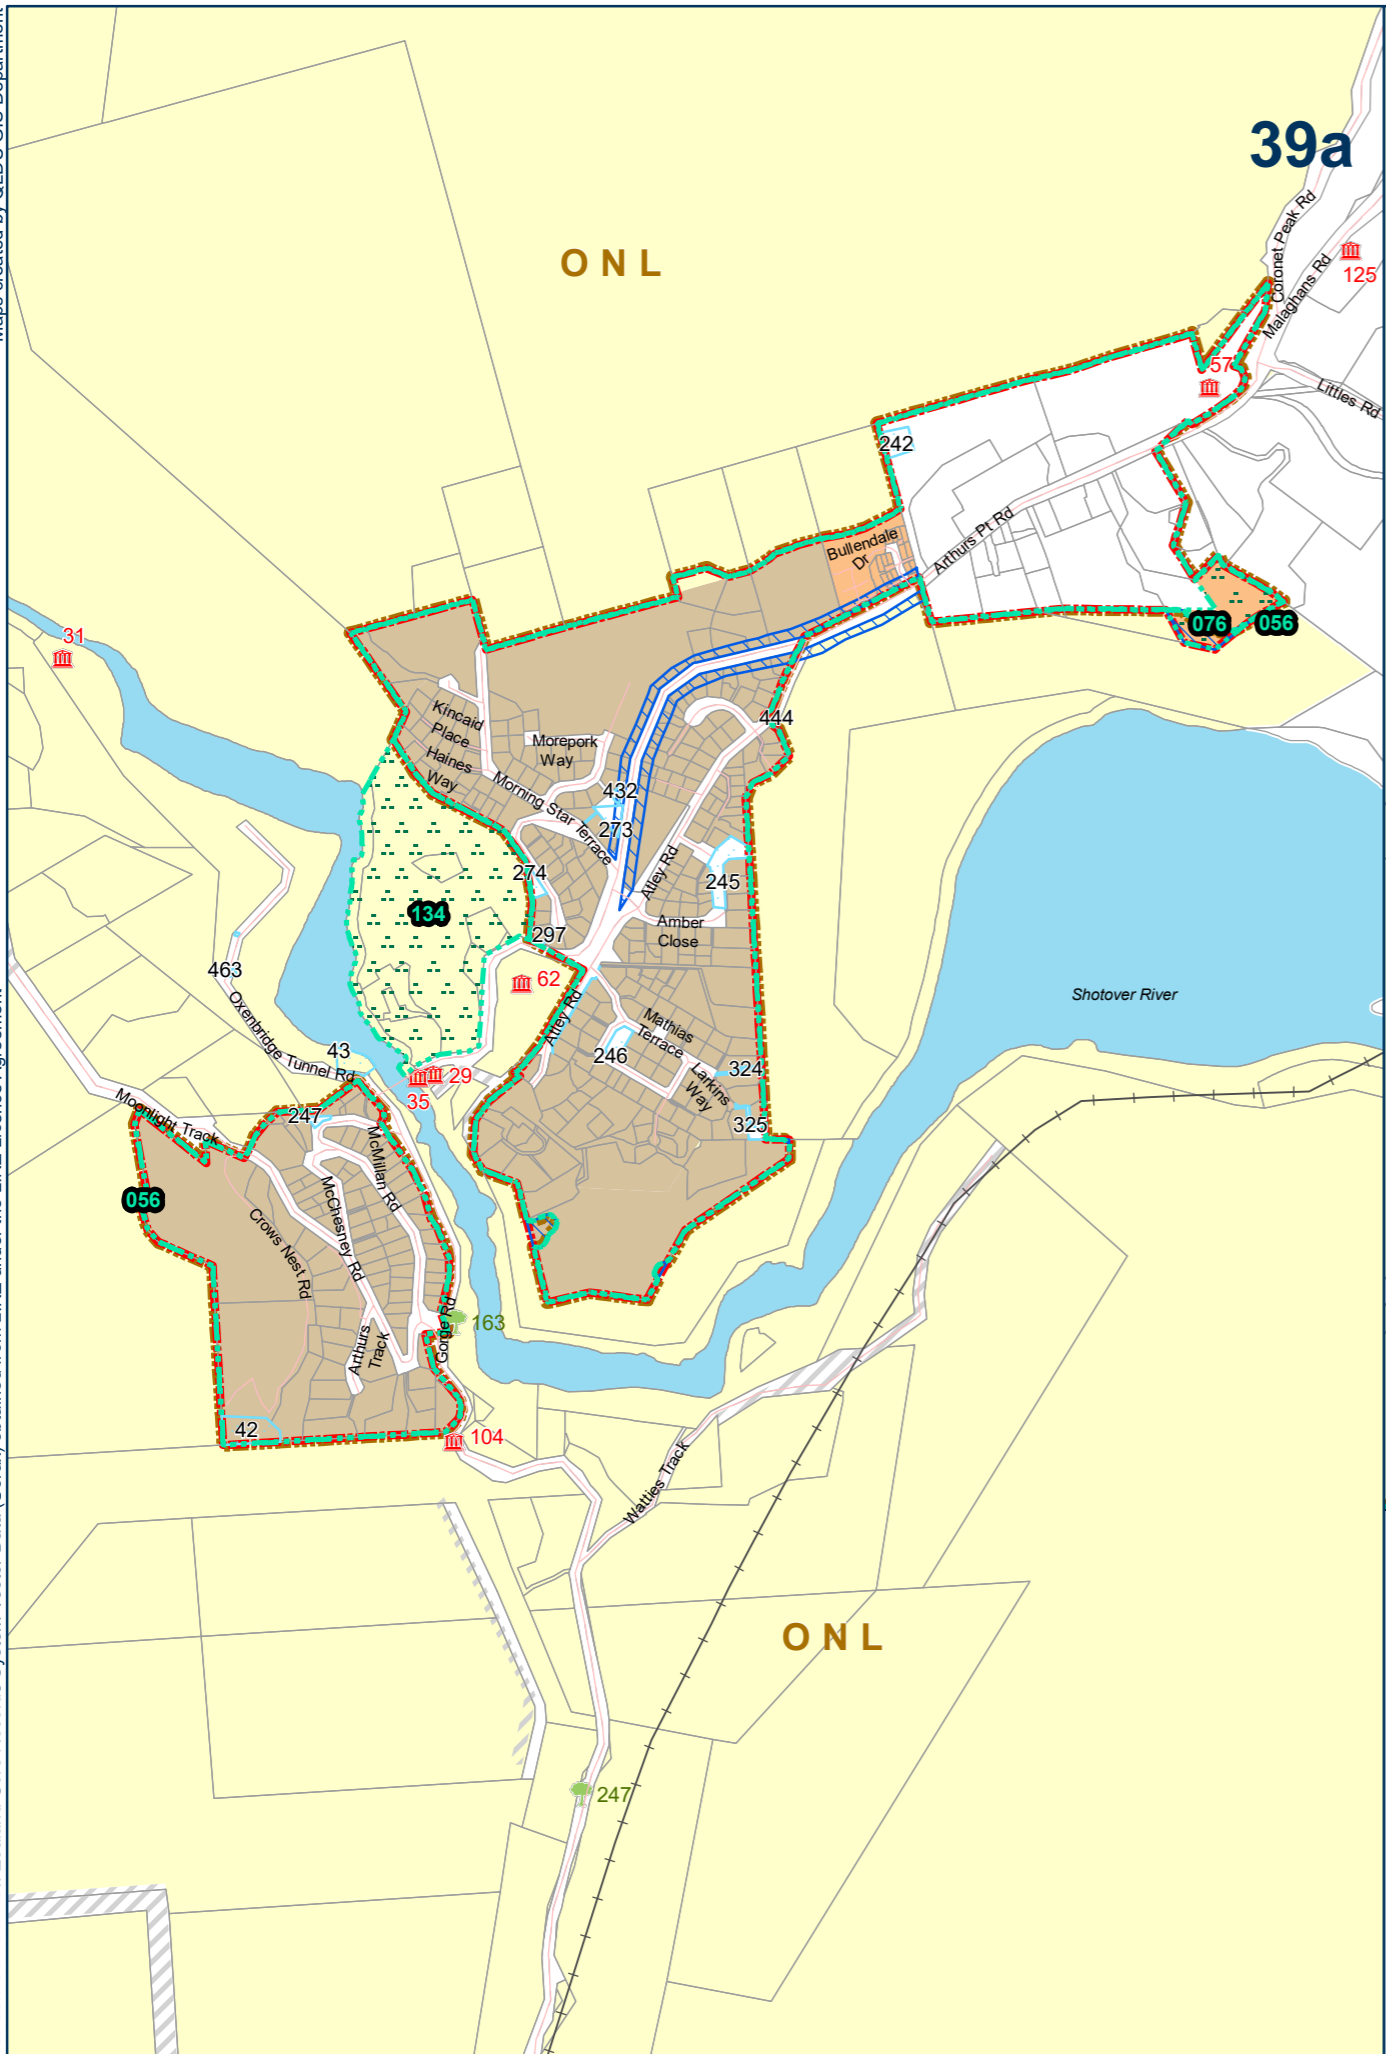 39a
O N L
Coronet Peak Rd
Malaghans Rd
125
57
Littles Rd
242
Bullendale
Dr
Arthurs Pt Rd
076
056
31
444
Kincaid
Place
Morepork
Way
Haines
Way
Morning Star Terrace
432
273
274
Atley Rd
245
134
Amber
Close
297
463
62
Shotover River
Oxenbridge Tunnel Rd
Atley Rd
Mathias
Terrace
246
43
324
Larkins
Way
29
35
Moonlight Track
247
325
McMillan Rd
056
McChesney Rd
Crows Nest Rd
163
Gorge Rd
Arthurs
Track
42
104
Watties Track
O N L
247